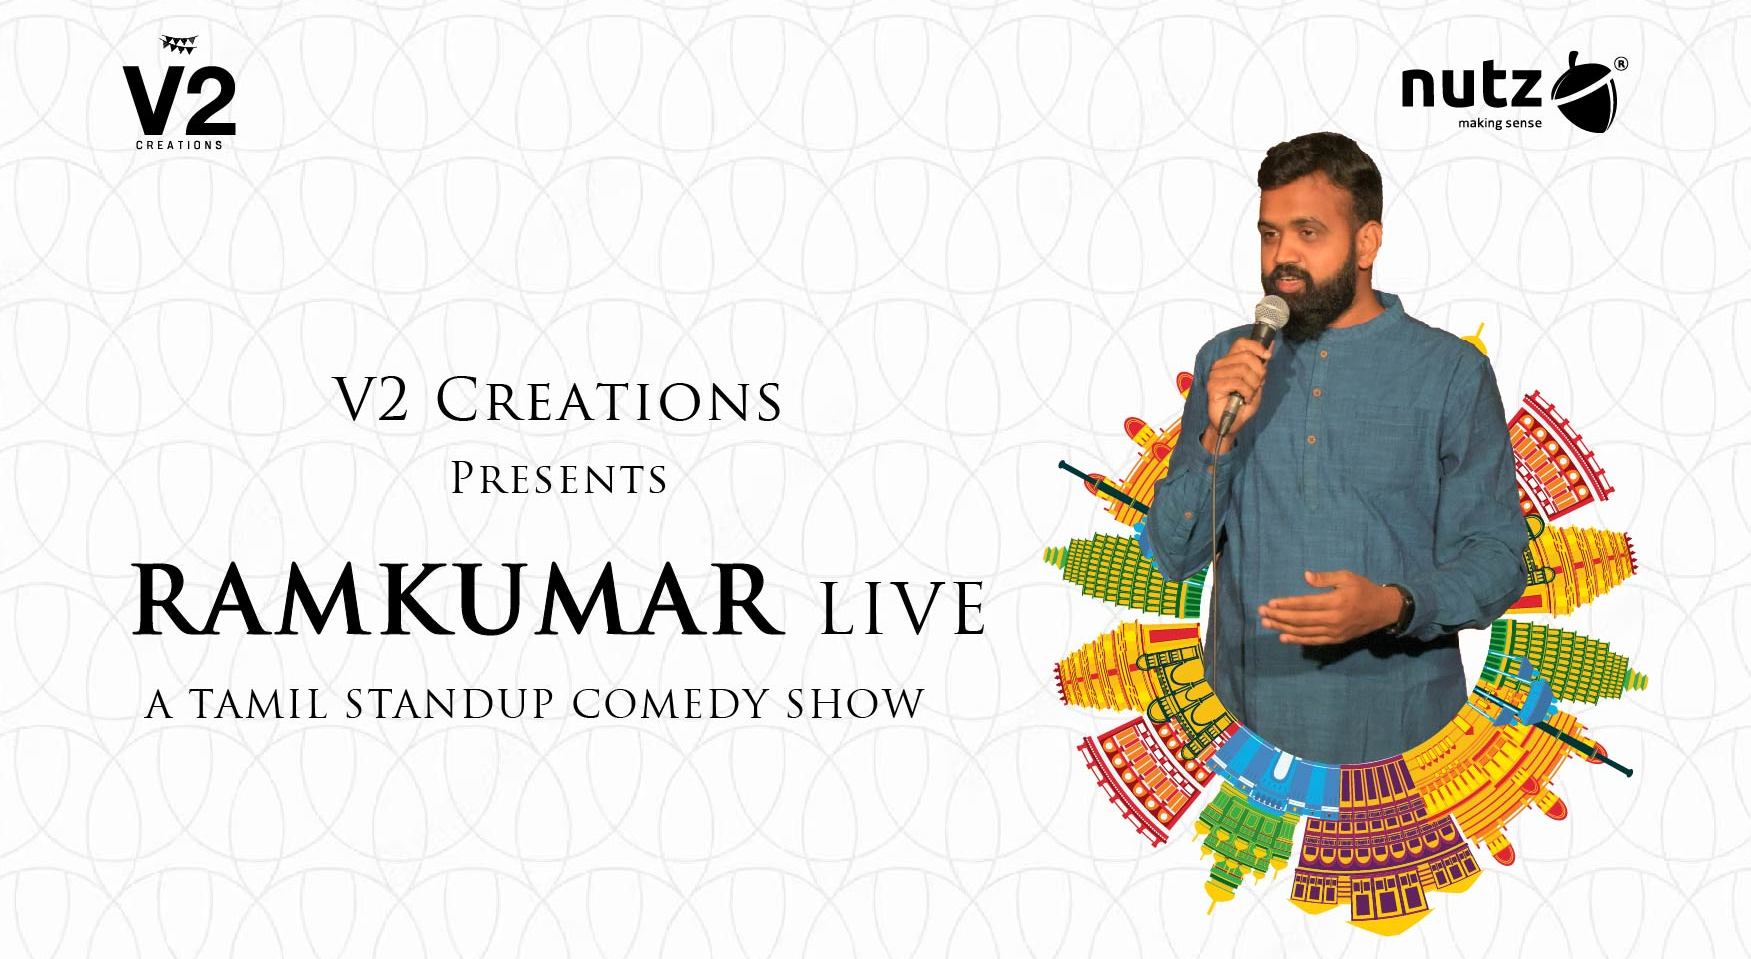 V2
CREATIONS
nutz®
making sense
V2 CREATIONS
PRESENTS
RAMKUMAR LIVE
A TAMIL STANDUP COMEDY SHOW